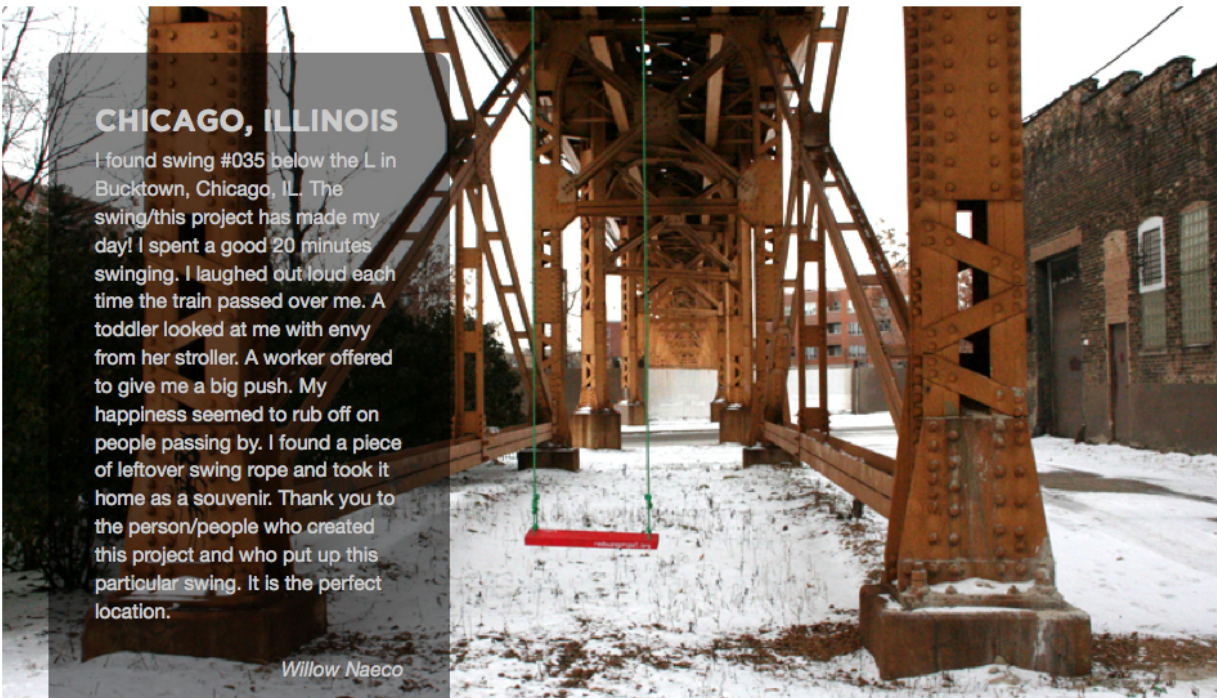 CHICAGO, ILLINOIS
I found swing #035 below the L in
Bucktown, Chicago, IL. The
swing/this project has made my
day! I spent a good 20 minutes
swinging. I laughed out loud each
time the train passed over me. A
toddler looked at me with envy
from her stroller. A worker offered
to give me a big push. My
happiness seemed to rub off on
people passing by. I found a piece
of leftover swing rope and took it
home as a souvenir. Thank you to
the person/people who created
this project and who put up this
particular swing. It is the perfect
location.
Willow Naeco